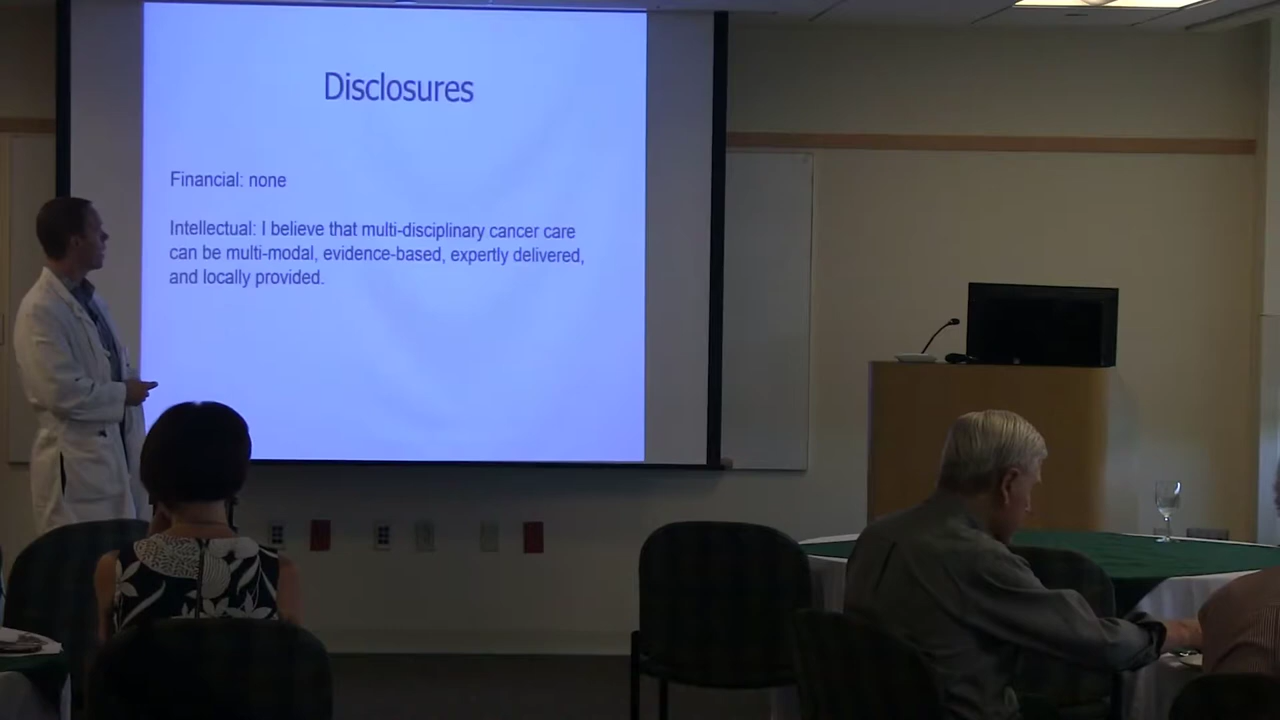 Disclosures
Financial: none
Intellectual: I believe that multi-disciplinary cancer care
can be multi-modal, evidence-based, expertly delivered,
and locally provided.